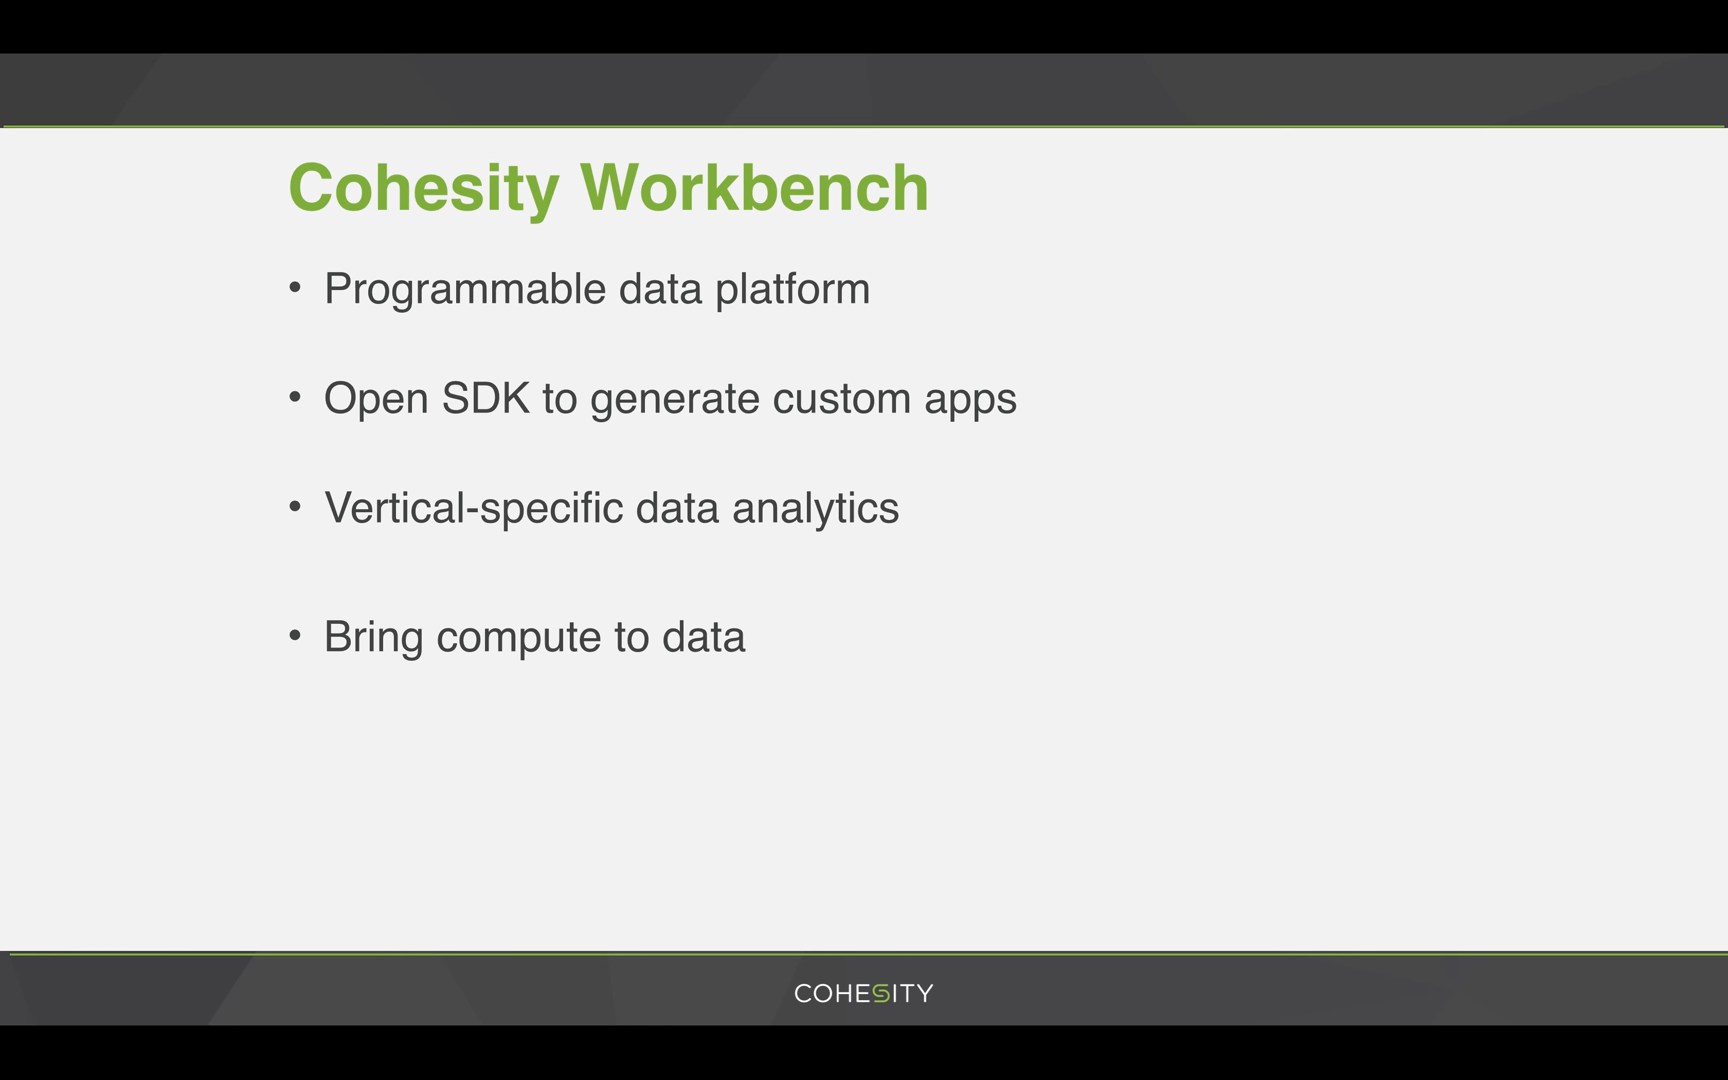 Cohesity Workbench
• Programmable data platform
• Open SDK to generate custom apps
• Vertical-specific data analytics
• Bring compute to data
COHESITY